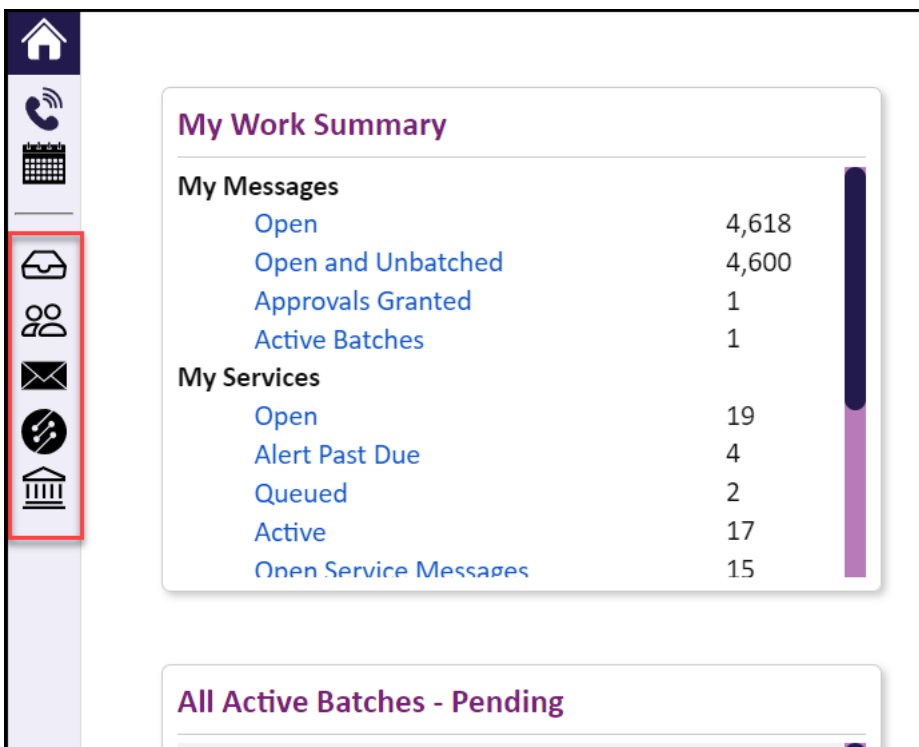 My Work Summary
My Messages
Open 4,618
Open and Unbatched 4,600
Approvals Granted 1
Active Batches 1
My Services
Open 19
Alert Past Due 4
Queued 2
Active 17
Open Service Messages 15
All Active Batches - Pending